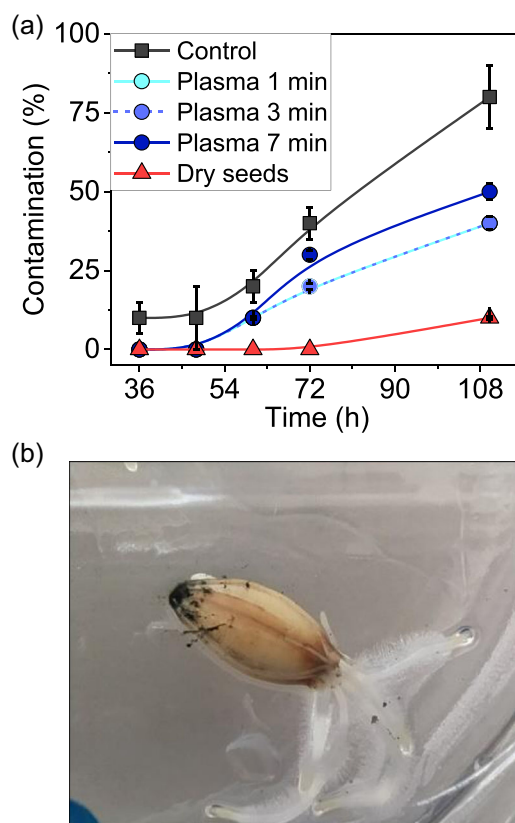 (a)
100
75
50
25
0
Contamination (%)
Control
Plasma 1 min
Plasma 3 min
Plasma 7 min
Dry seeds
36 54 72 90 108
Time (h)
(b)